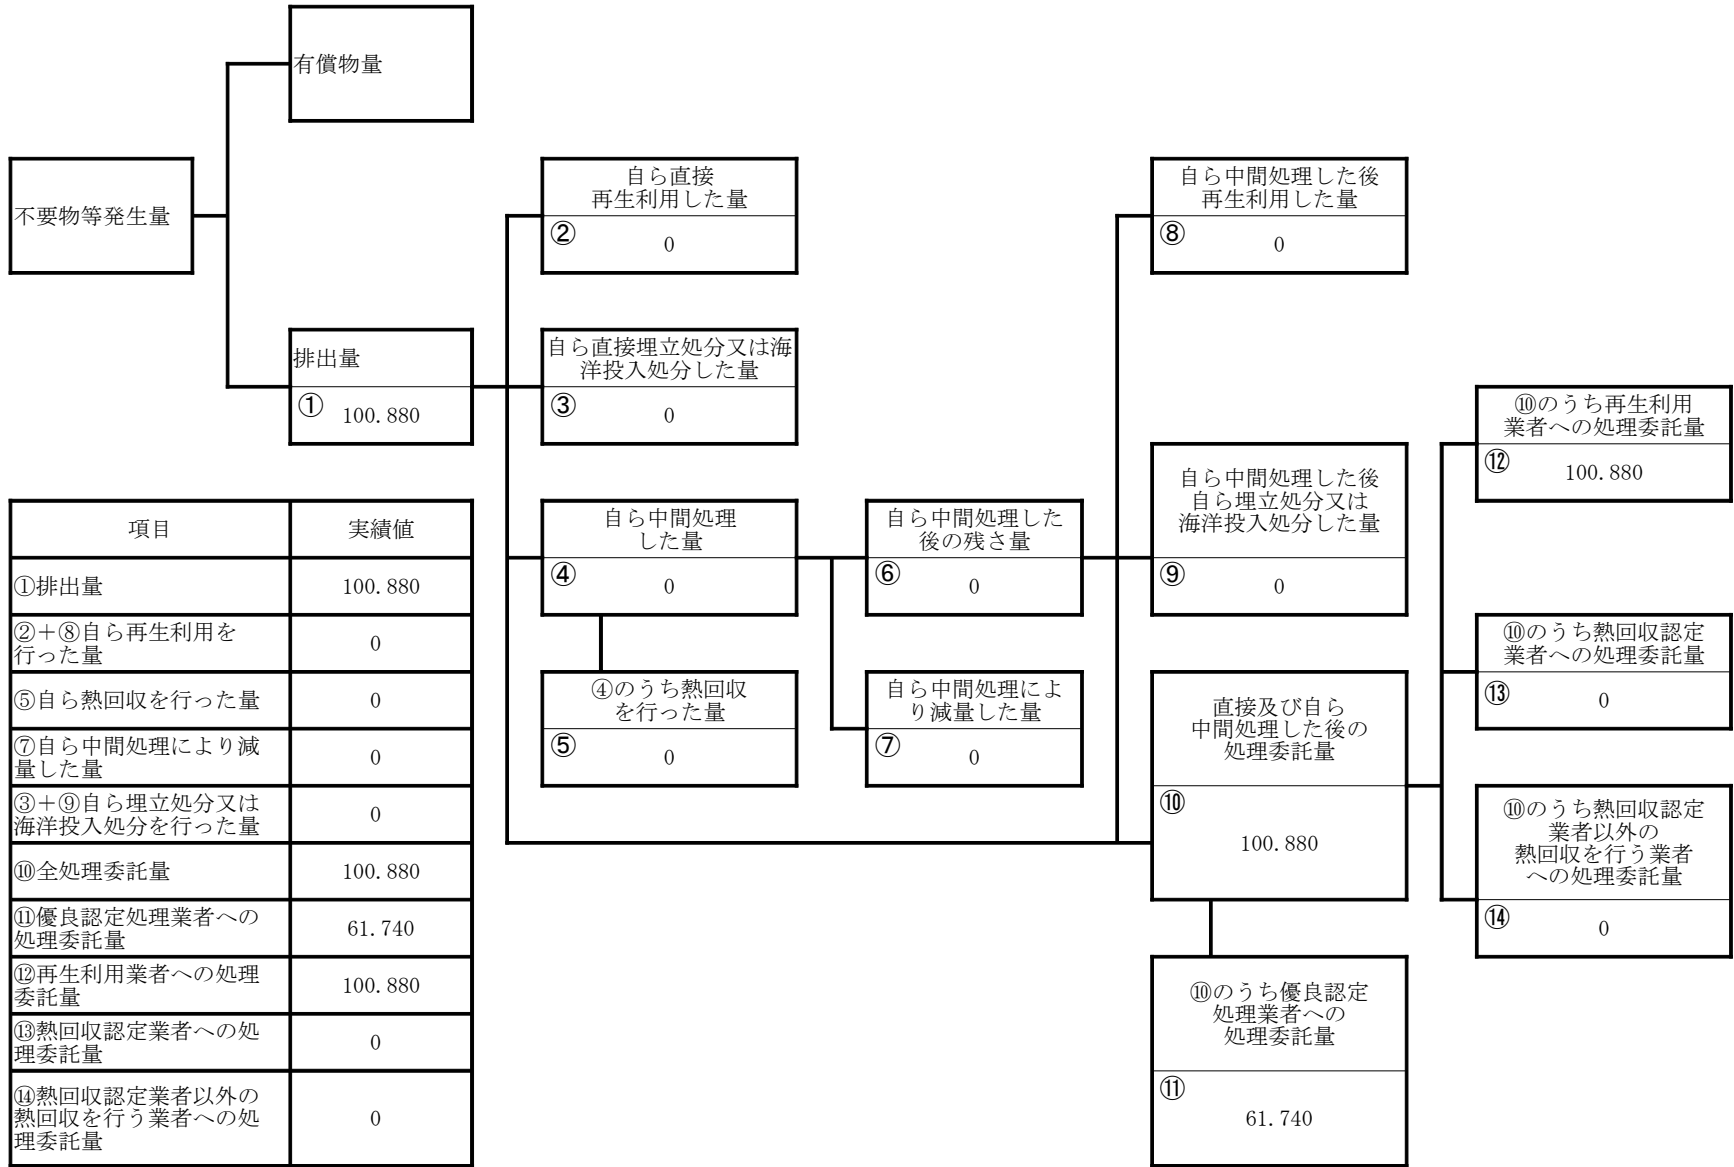 有償物量
不要物等発生量
自ら直接
再生利用した量
②
0
自ら中間処理した後
再生利用した量
⑧
0
排出量
①
100.880
自ら直接埋立処分又は海
洋投入処分した量
③
0
⑩のうち再生利用
業者への処理委託量
⑫
100.880
自ら中間処理
した量
④
0
自ら中間処理した
後の残さ量
⑥
0
自ら中間処理した後
自ら埋立処分又は
海洋投入処分した量
⑨
0
⑩のうち熱回収認定
業者への処理委託量
⑬
0
④のうち熱回収
を行った量
⑤
0
自ら中間処理によ
り減量した量
⑦
0
直接及び自ら
中間処理した後の
処理委託量
⑩
100.880
⑩のうち熱回収認定
業者以外の
熱回収を行う業者
への処理委託量
⑭
0
⑩のうち優良認定
処理業者への
処理委託量
⑪
61.740
項目 実績値
①排出量 100.880
②+⑧自ら再生利用を
行った量 0
⑤自ら熱回収を行った量 0
⑦自ら中間処理により減
量した量 0
③+⑨自ら埋立処分又は
海洋投入処分を行った量 0
⑩全処理委託量 100.880
⑪優良認定処理業者への
処理委託量 61.740
⑫再生利用業者への処理
委託量 100.880
⑬熱回収認定業者への処
理委託量 0
⑭熱回収認定業者以外の
熱回収を行う業者への処 0
理委託量